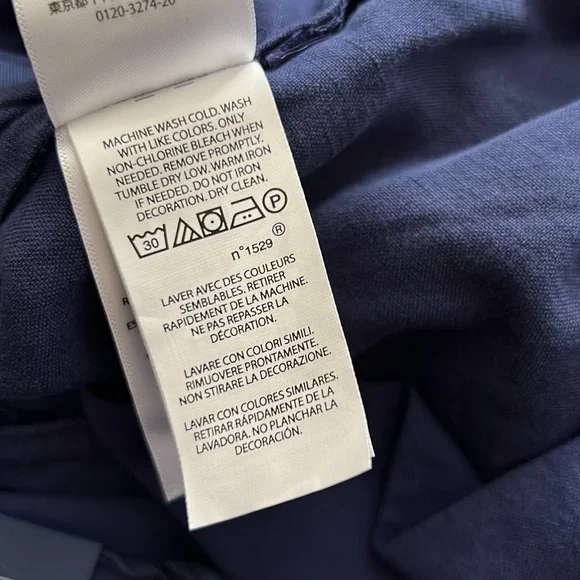 東京都
0120-3274-20
MACHINE WASH COLD. WASH
WITH LIKE COLORS. ONLY
NON-CHLORINE BLEACH WHEN
NEEDED. REMOVE PROMPTLY.
TUMBLE DRY LOW. WARM IRON
IF NEEDED. DO NOT IRON
DECORATION. DRY CLEAN.
30 P
n°1529 ®
LAVER AVEC DES COULEURS
SEMBLABLES. RETIRER
RAPIDEMENT DE LA MACHINE.
NE PAS REPASSER LA
DÉCORATION.
LAVARE CON COLORI SIMILI.
RIMUOVERE PRONTAMENTE.
NON STIRARE LA DECORAZIONE.
LAVAR CON COLORES SIMILARES.
RETIRAR RÁPIDAMENTE DE LA
LAVADORA. NO PLANCHAR LA
DECORACIÓN.